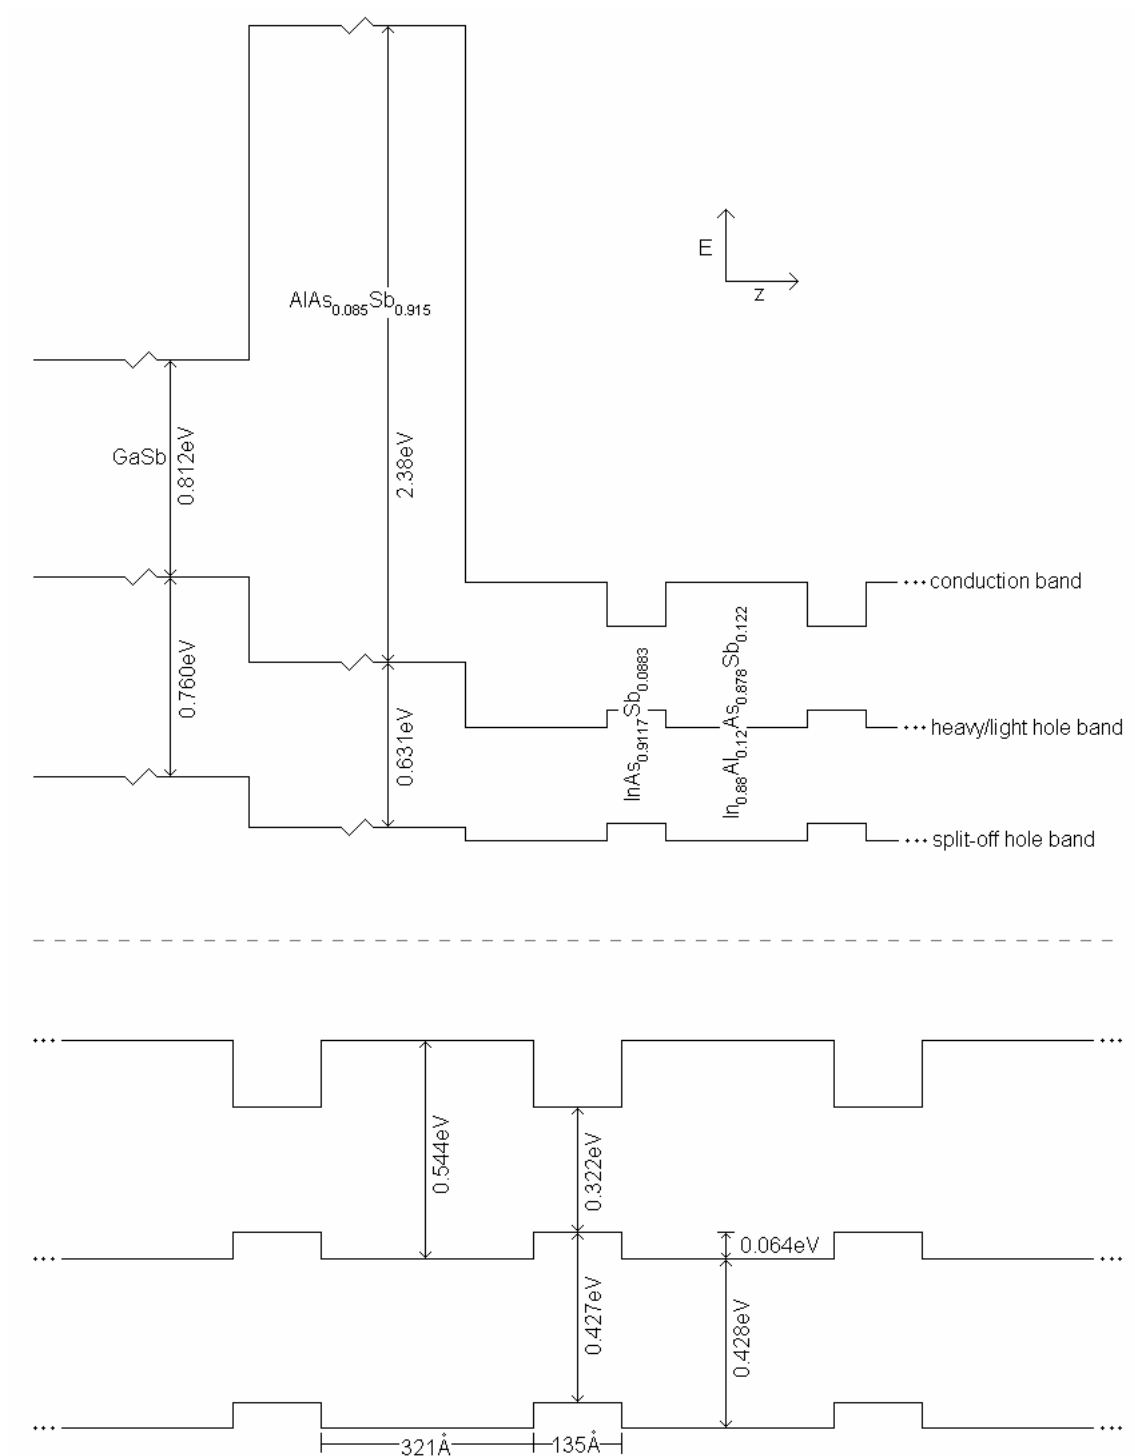 E
z
AlAs0.085Sb0.915
GaSb
0.812eV
2.38eV
0.760eV
0.631eV
InAs0.9117Sb0.0883
In0.88Al0.12As0.878Sb0.122
··· conduction band
··· heavy/light hole band
··· split-off hole band
···
···
0.544eV
0.322eV
···
0.064eV
···
0.427eV
0.428eV
···
···
321Å
135Å